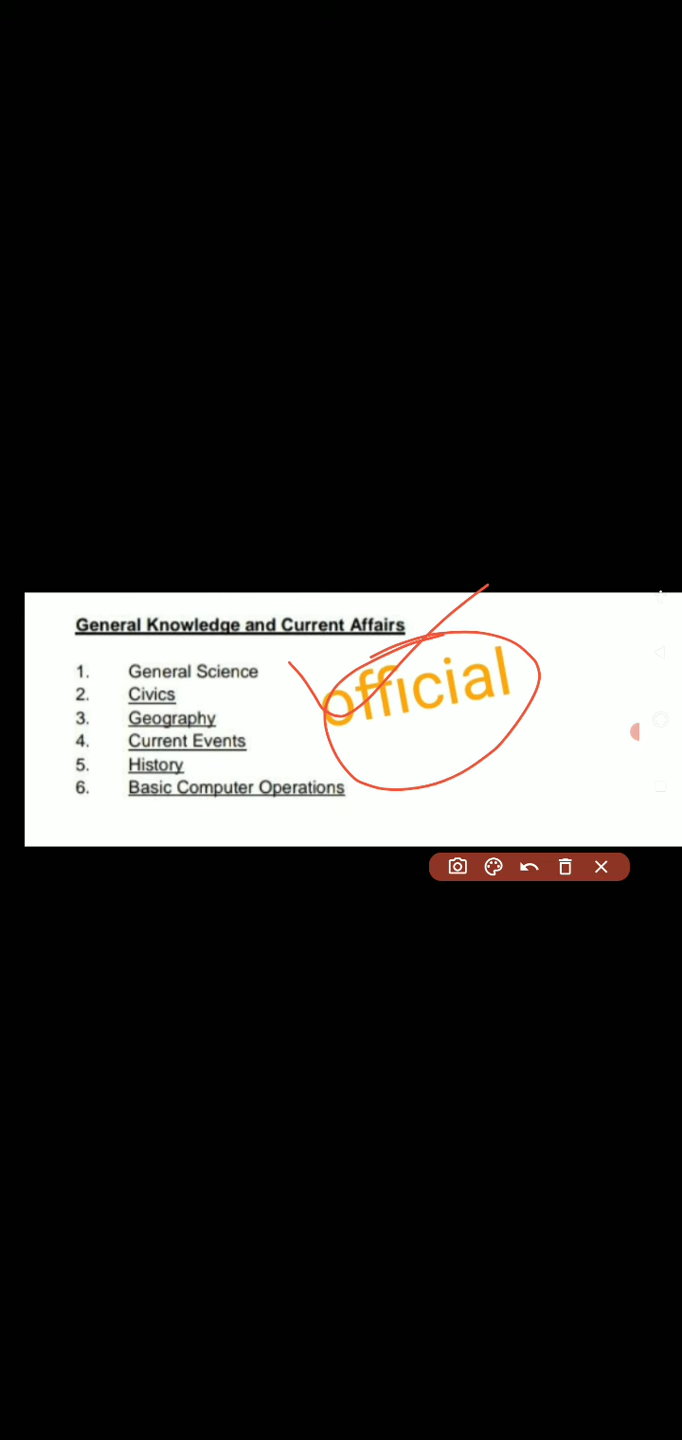 General Knowledge and Current Affairs
official
1. General Science
2. Civics
3. Geography
4. Current Events
5. History
6. Basic Computer Operations